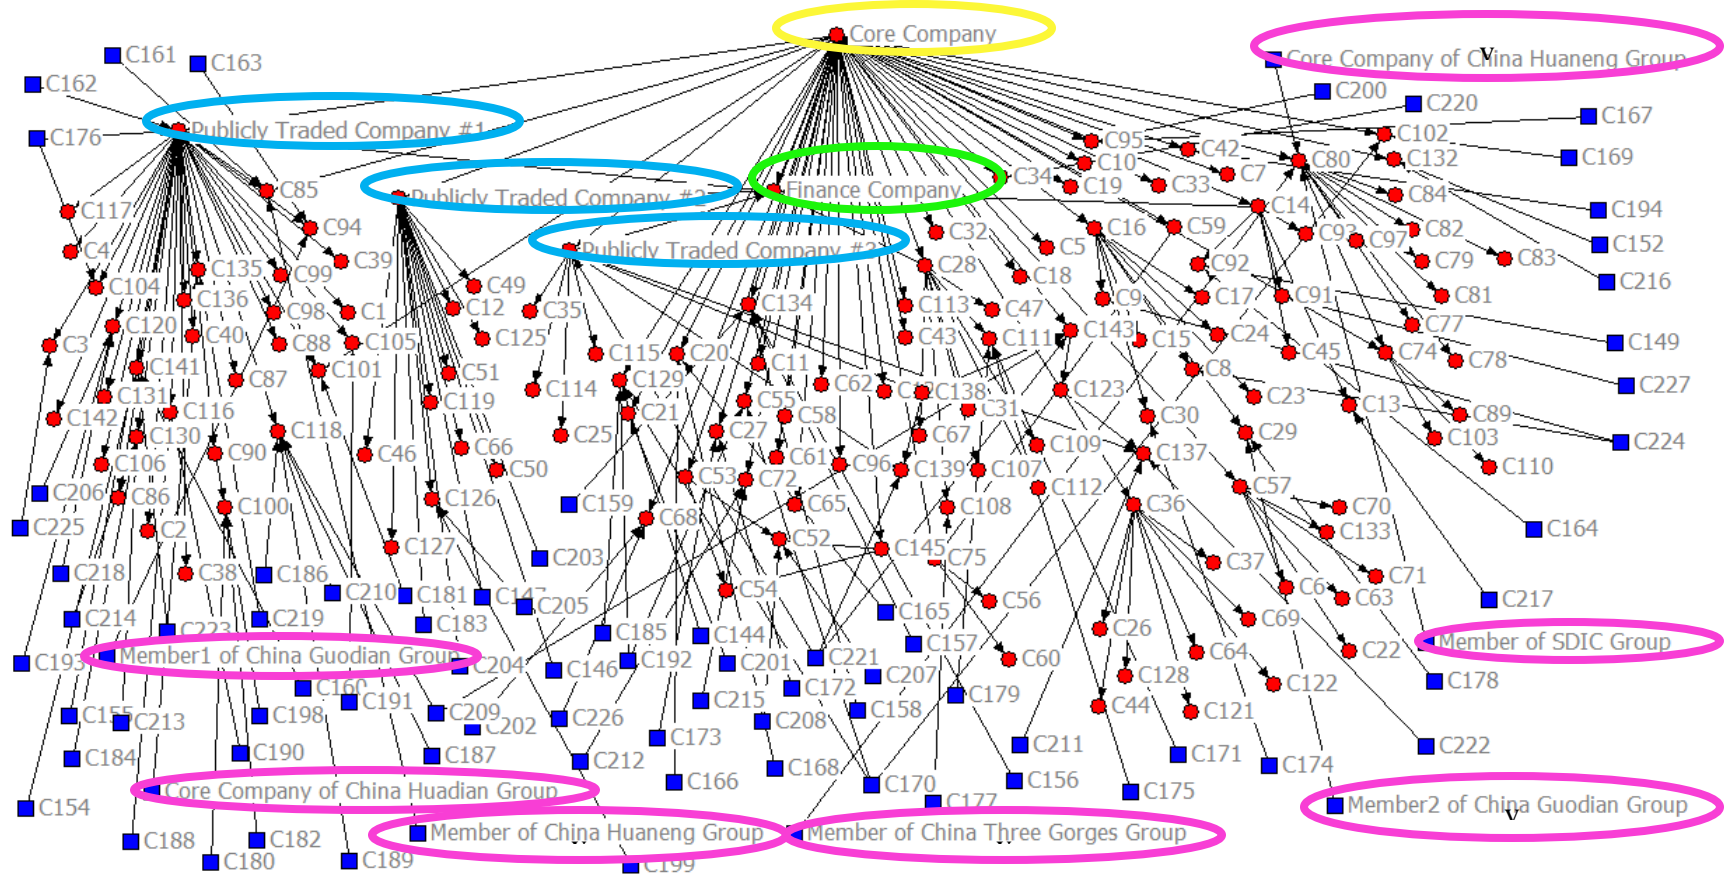 Core Company
Core Company of China Huaneng Group
C161
C163
C162
C200
C220
C167
Publicly Traded Company #1
C176
C95
C42
C102
C10
C80
C132
C169
C85
Publicly Traded Company #2
Finance Company
C34
C19
C33
C7
C84
C117
C14
C194
C94
C32
C16
C59
C93
C97
C82
C152
C4
C39
Publicly Traded Company
C5
C28
C92
C79
C83
C135
C99
C18
C216
C104
C49
C136
C98
C1
C12
C35
C134
C113
C47
C9
C17
C91
C81
C120
C40
C88
C105
C125
C43
C111
C143
C15
C24
C77
C149
C3
C115
C20
C11
C45
C74
C78
C141
C87
C101
C51
C114
C129
C62
C138
C123
C8
C227
C131
C119
C21
C55
C31
C23
C13
C142
C116
C58
C30
C89
C130
C118
C25
C27
C67
C109
C29
C103
C224
C106
C90
C46
C66
C50
C61
C96
C139
C107
C137
C110
C206
C86
C126
C159
C53
C72
C65
C112
C57
C70
C225
C2
C100
C68
C108
C36
C133
C164
C127
C203
C52
C145
C75
C37
C71
C218
C38
C186
C54
C6
C63
C210
C181
C147
C205
C56
C217
C214
C223
C219
C183
C185
C144
C165
C26
C69
C193
Member1 of China Guodian Group
C204
C146
C192
C201
C221
C157
C60
C64
C22
Member of SDIC Group
C160
C191
C215
C172
C207
C179
C128
C122
C178
C155
C213
C198
C209
C202
C226
C208
C158
C44
C121
C184
C190
C187
C212
C173
C168
C211
C171
C174
C222
Core Company of China Huadian Group
C166
C170
C156
C175
C154
C177
Member2 of China Guodian Group
C188
C182
Member of China Huaneng Group
Member of China Three Gorges Group
C180
C189
C199